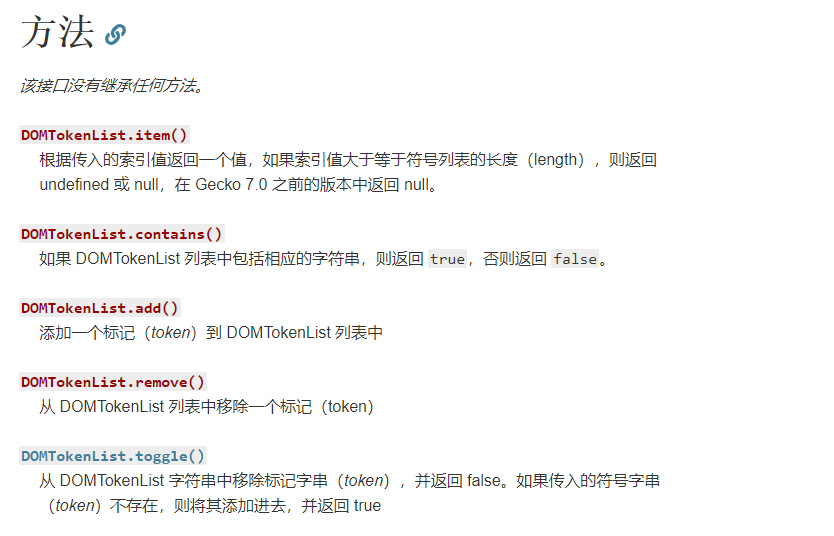 方法
该接口没有继承任何方法。
DOMTokenList.item()
根据传入的索引值返回一个值，如果索引值大于等于符号列表的长度（length），则返回
undefined 或 null，在 Gecko 7.0 之前的版本中返回 null。
DOMTokenList.contains()
如果 DOMTokenList 列表中包括相应的字符串，则返回 true，否则返回 false。
DOMTokenList.add()
添加一个标记（token）到 DOMTokenList 列表中
DOMTokenList.remove()
从 DOMTokenList 列表中移除一个标记（token）
DOMTokenList.toggle()
从 DOMTokenList 字符串中移除标记字串（token），并返回 false。如果传入的符号字串
（token）不存在，则将其添加进去，并返回 true